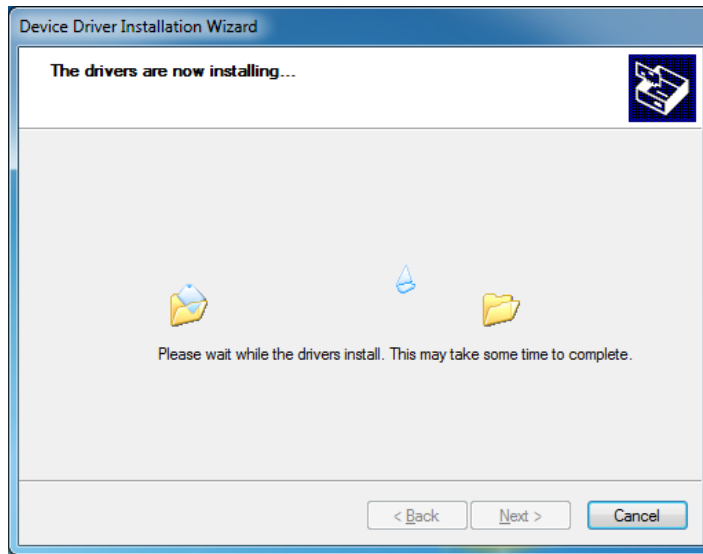 Device Driver Installation Wizard
The drivers are now installing...
Please wait while the drivers install. This may take some time to complete.
< Back Next > Cancel